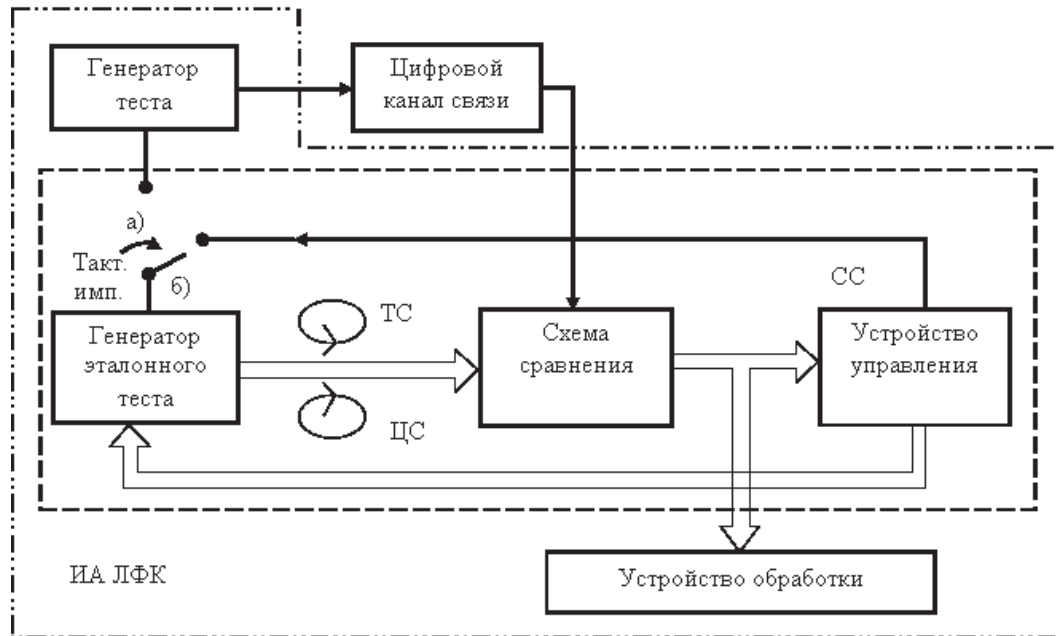 Генератор
теста
Цифровой
канал связи
а)
Такт.
имп.
б)
СС
ТС
Генератор
эталонного
теста
Схема
сравнения
Устройство
управления
ЦС
ИА ЛФК
Устройство обработки